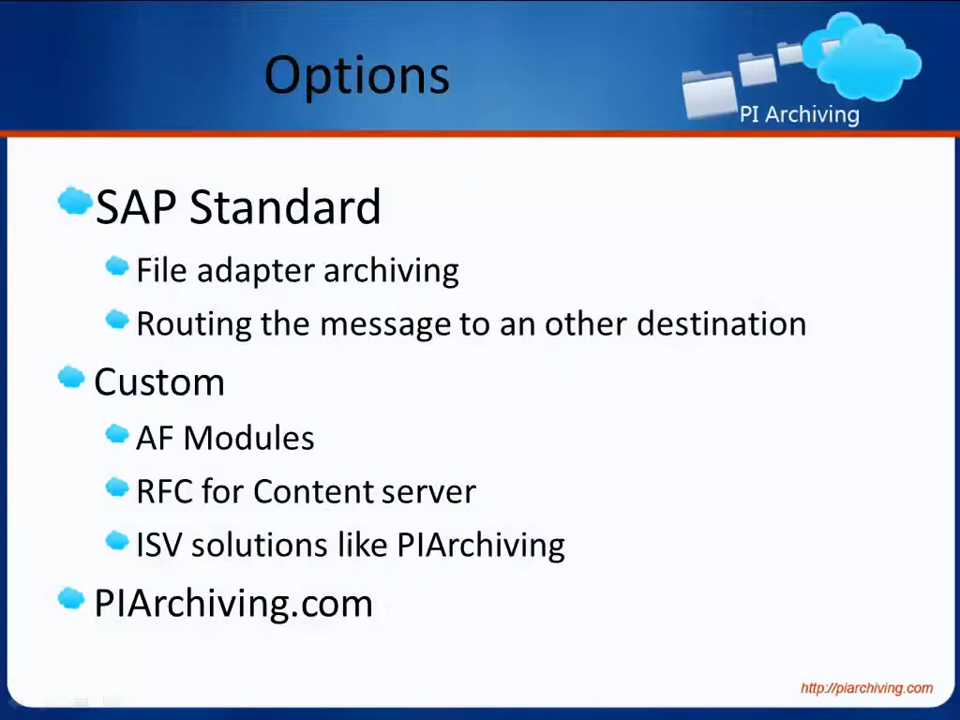 Options
PI Archiving
SAP Standard
File adapter archiving
Routing the message to an other destination
Custom
AF Modules
RFC for Content server
ISV solutions like PIArchiving
PIArchiving.com
http://piarchiving.com